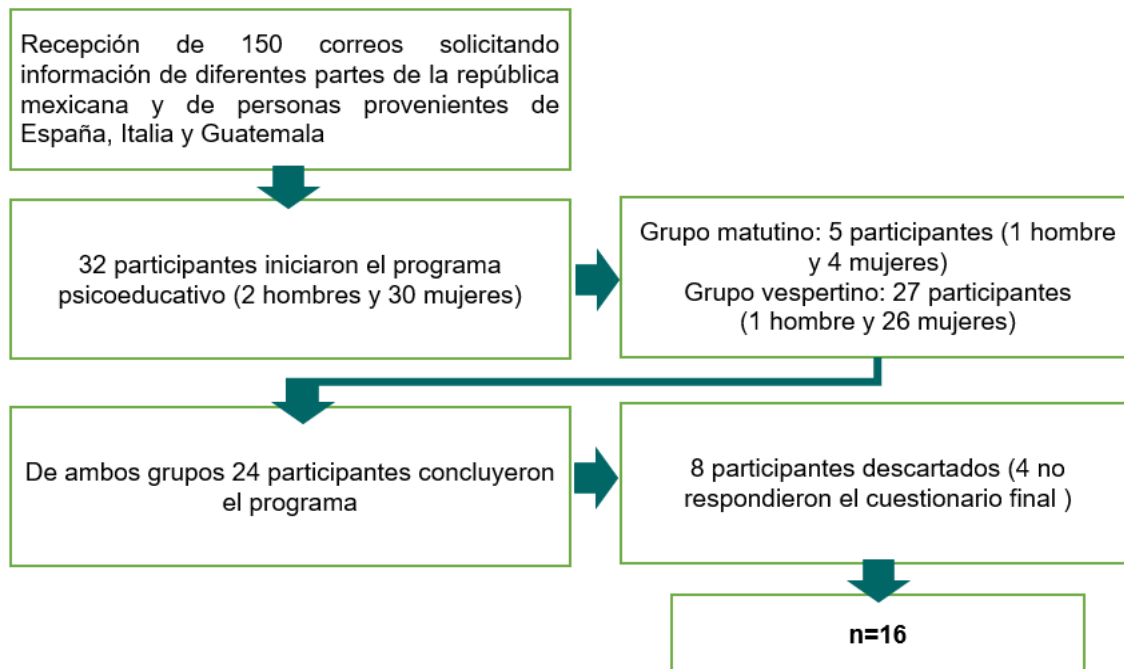 Recepción de 150 correos solicitando
información de diferentes partes de la república
mexicana y de personas provenientes de
España, Italia y Guatemala
32 participantes iniciaron el programa
psicoeducativo (2 hombres y 30 mujeres)
Grupo matutino: 5 participantes (1 hombre
y 4 mujeres)
Grupo vespertino: 27 participantes
(1 hombre y 26 mujeres)
De ambos grupos 24 participantes concluyeron
el programa
8 participantes descartados (4 no
respondieron el cuestionario final )
n=16